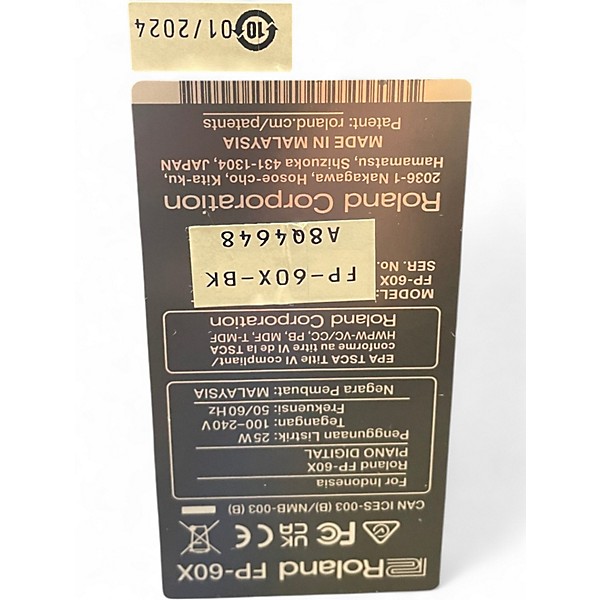 Roland FP-60X
FC CE UK CA
CAN ICES-003 (B)/NMB-003 (B)
For Indonesia
Roland FP-60X
PIANO DIGITAL
Penggunaan Listrik: 25W
Tegangan: 100-240V
Frekuensi: 50/60Hz
Negara Pembuat: MALAYSIA
EPA TSCA Title VI compliant/
conforme au titre VI de la TSCA
HWPW-VC/CC, PB, MDF, T-MDF
Roland Corporation
MODEL:
FP-60X
SER. No.
FP-60X-BK
A8Q4648
Roland Corporation
2036-1 Nakagawa, Hosoe-cho, Kita-ku,
Hamamatsu, Shizuoka 431-1304, JAPAN
MADE IN MALAYSIA
Patent: roland.cm/patents
10 01/2024